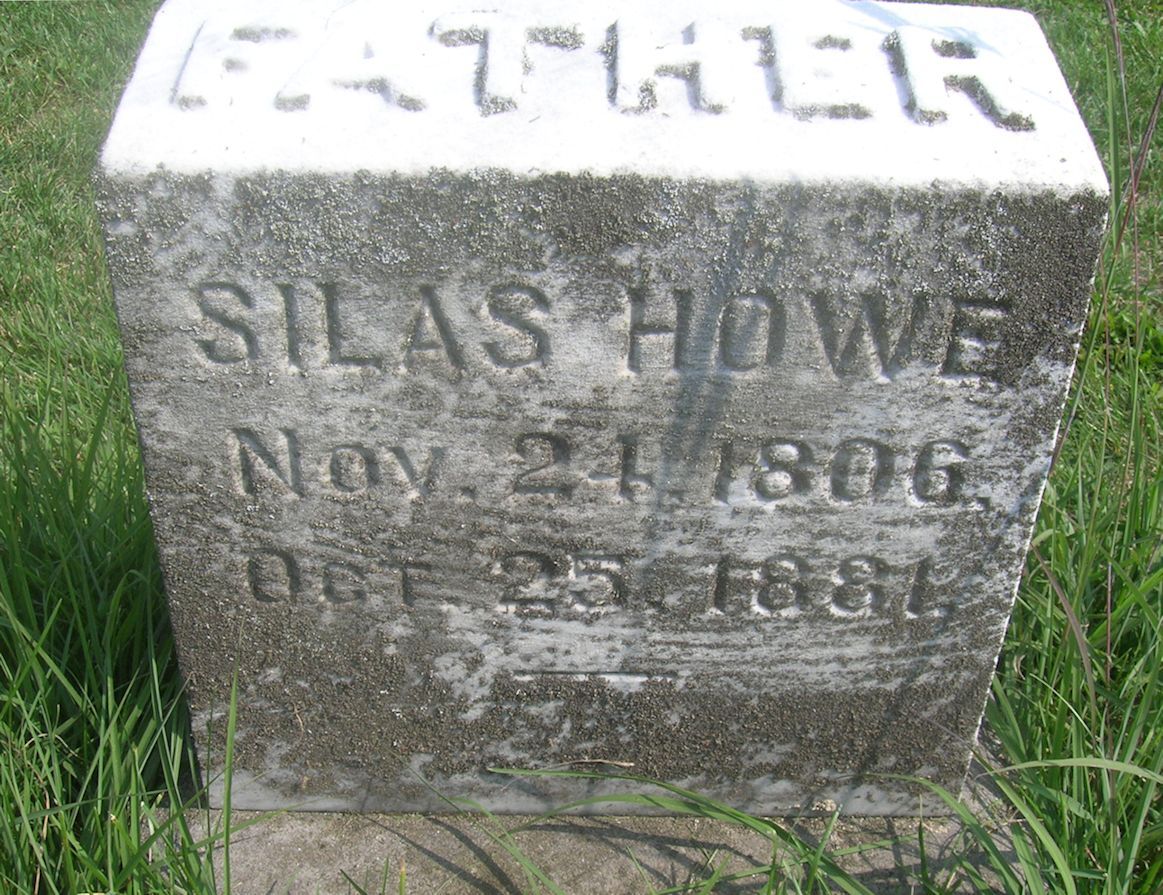 FATHER
SILAS HOWE
Nov. 24. 1806,
Oct. 25. 1881.